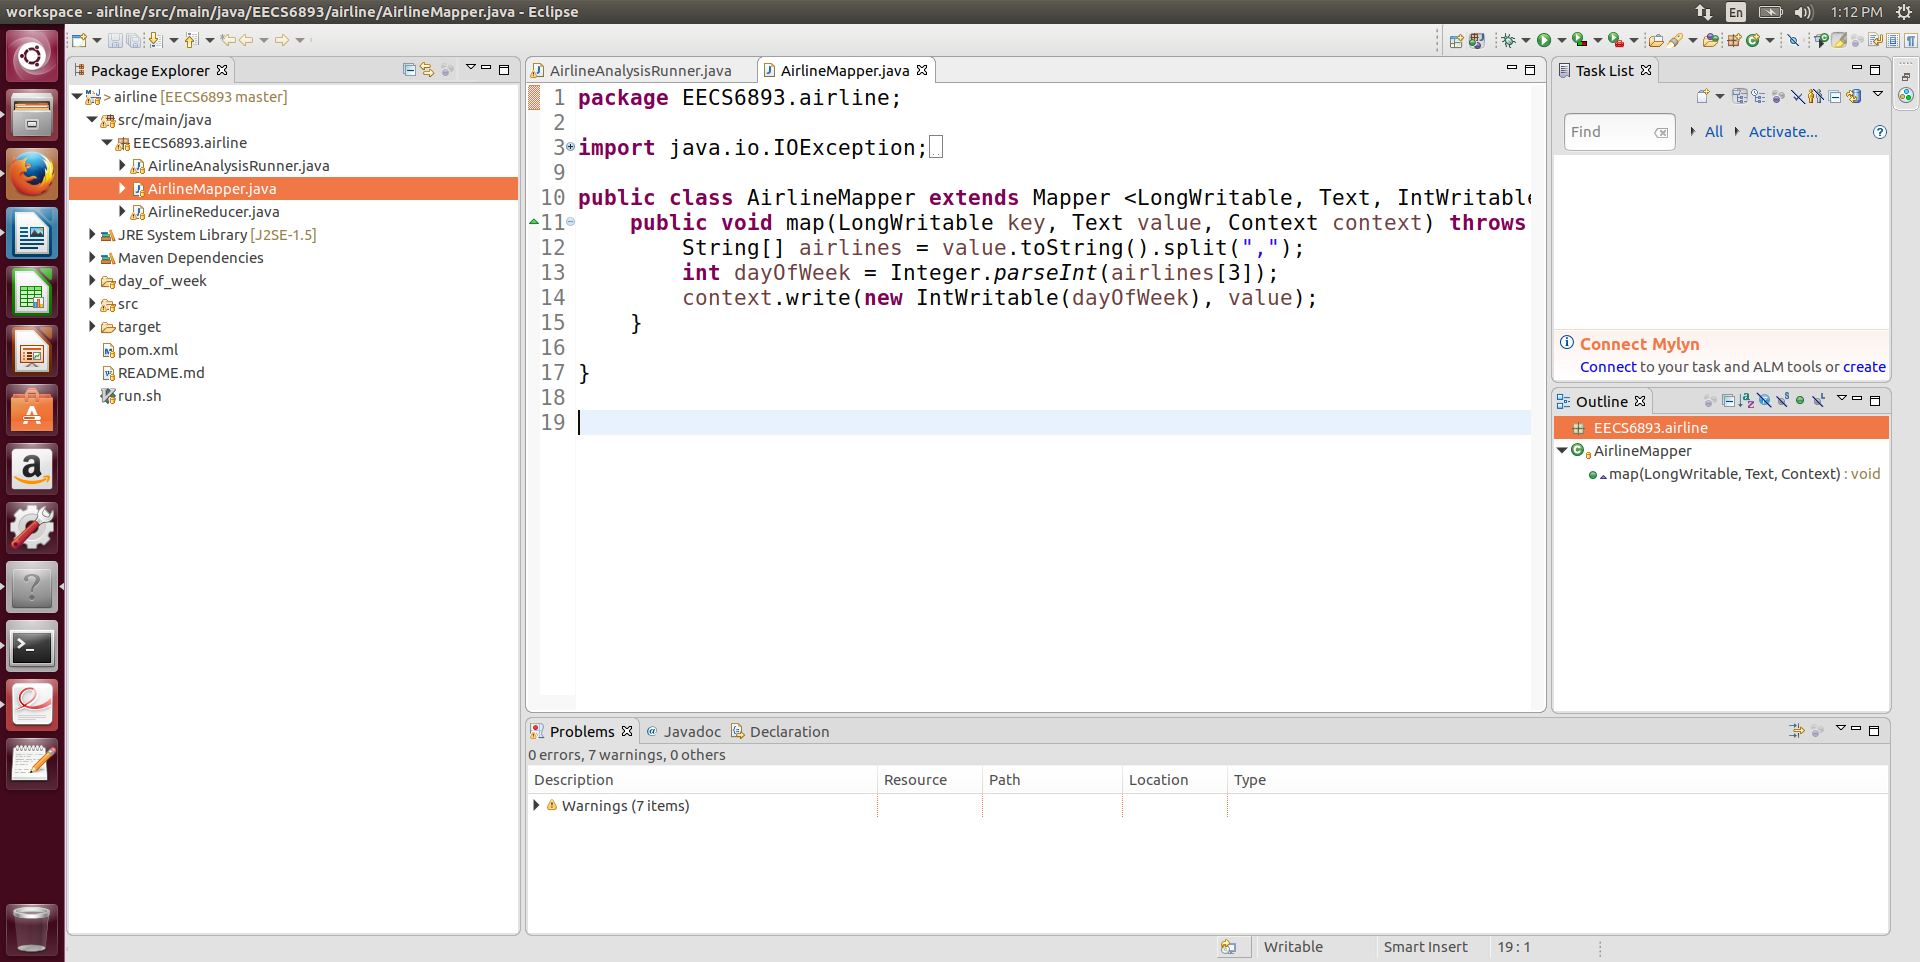 workspace - airline/src/main/java/EECS6893/airline/AirlineMapper.java - Eclipse
En
1:12 PM
Package Explorer
airline [EECS6893 master]
src/main/java
EECS6893.airline
AirlineAnalysisRunner.java
AirlineMapper.java
AirlineReducer.java
JRE System Library [J2SE-1.5]
Maven Dependencies
day_of_week
src
target
pom.xml
README.md
run.sh
AirlineAnalysisRunner.java
AirlineMapper.java
1 package EECS6893.airline;
2
3 import java.io.IOException;
9
10 public class AirlineMapper extends Mapper <LongWritable, Text, IntWritable
11 public void map(LongWritable key, Text value, Context context) throws
12 String[] airlines = value.toString().split(",");
13 int dayOfWeek = Integer.parseInt(airlines[3]);
14 context.write(new IntWritable(dayOfWeek), value);
15 }
16
17 }
18
19
Task List
Find
All
Activate...
Connect Mylyn
Connect to your task and ALM tools or create
Outline
EECS6893.airline
AirlineMapper
map(LongWritable, Text, Context) : void
Problems
@ Javadoc
Declaration
0 errors, 7 warnings, 0 others
Description Resource Path Location Type
Warnings (7 items)
Writable
Smart Insert
19 : 1